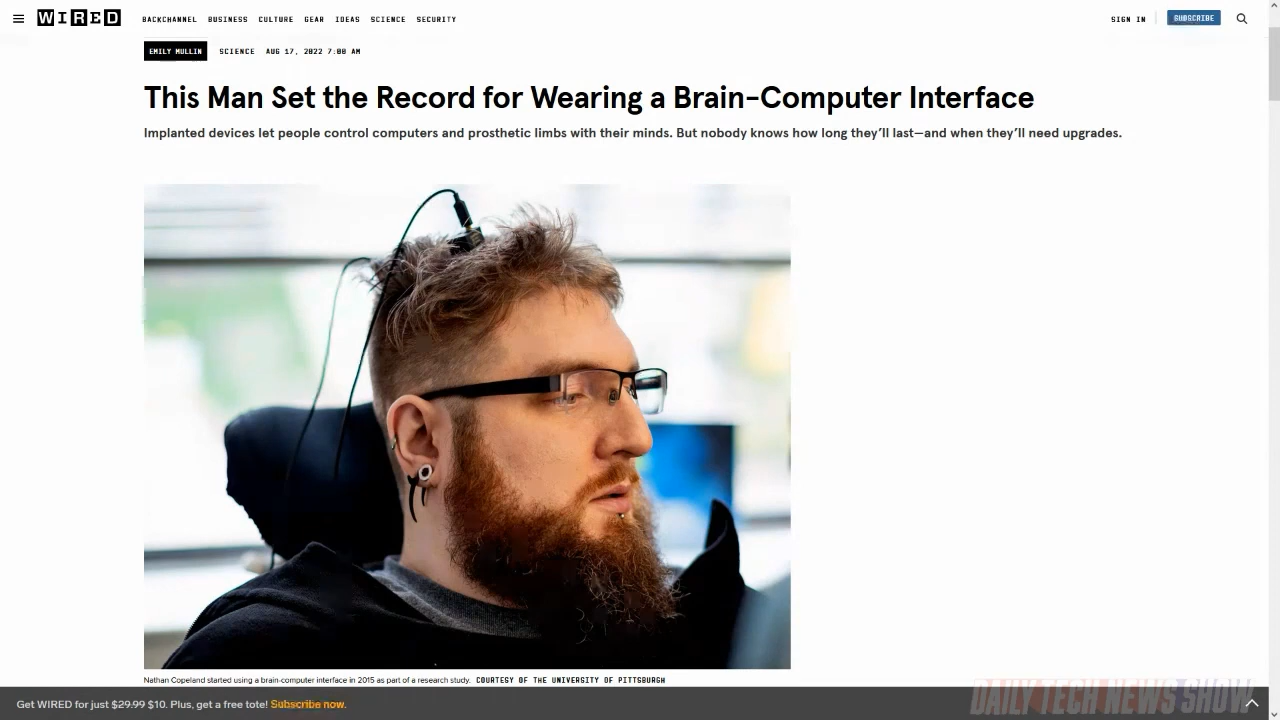 WIRED
BACKCHANNEL BUSINESS CULTURE GEAR IDEAS SCIENCE SECURITY
SIGN IN
SUBSCRIBE
EMILY MULLIN SCIENCE AUG 17, 2022 7:00 AM
This Man Set the Record for Wearing a Brain-Computer Interface
Implanted devices let people control computers and prosthetic limbs with their minds. But nobody knows how long they'll last—and when they'll need upgrades.
Nathan Copeland started using a brain-computer interface in 2015 as part of a research study. COURTESY OF THE UNIVERSITY OF PITTSBURGH
Get WIRED for just $29.99 $10. Plus, get a free tote! Subscribe now.
DAILY TECH NEWS SHOW